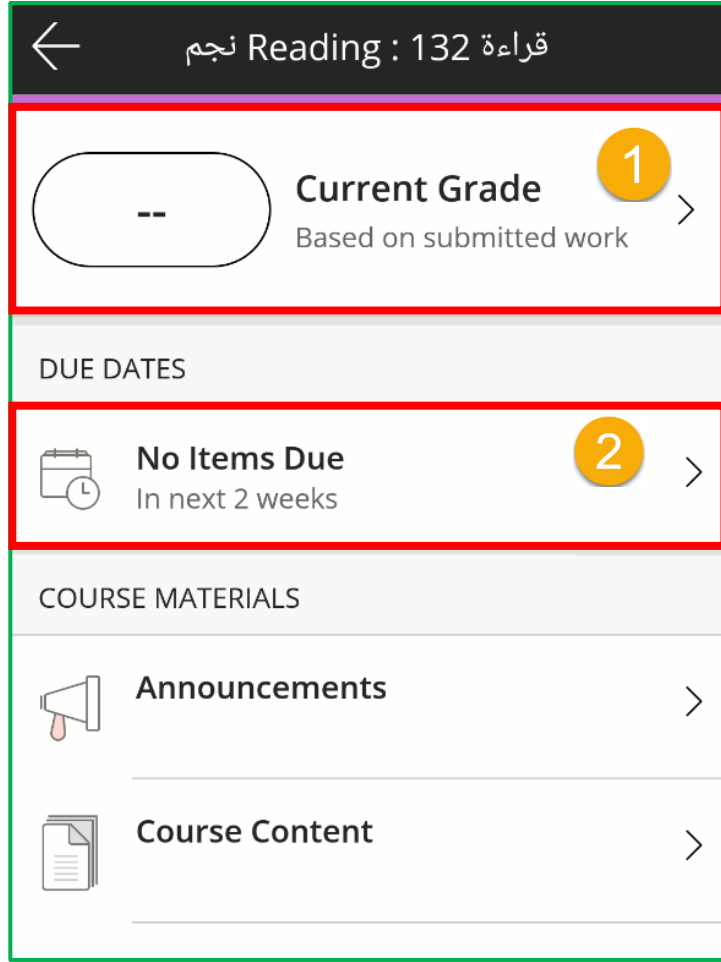 قراءة 132 : Reading نجم
1
--
Current Grade
Based on submitted work
DUE DATES
No Items Due
2
In next 2 weeks
COURSE MATERIALS
Announcements
Course Content